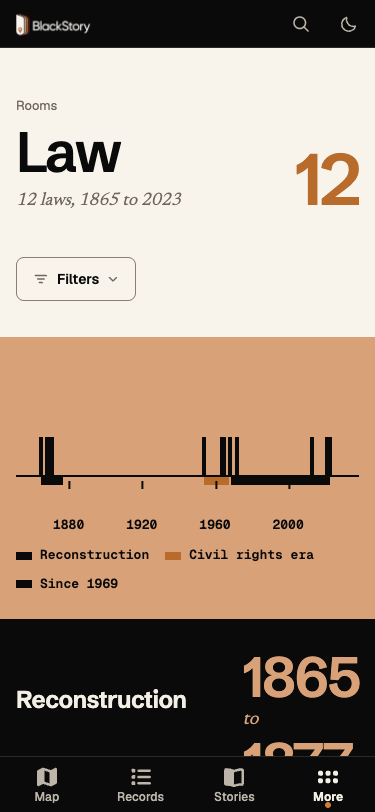 BlackStory
Rooms
Law
12 laws, 1865 to 2023
12
Filters
1880 1920 1960 2000
Reconstruction Civil rights era
Since 1969
Reconstruction
1865
to
1877
Map Records Stories More